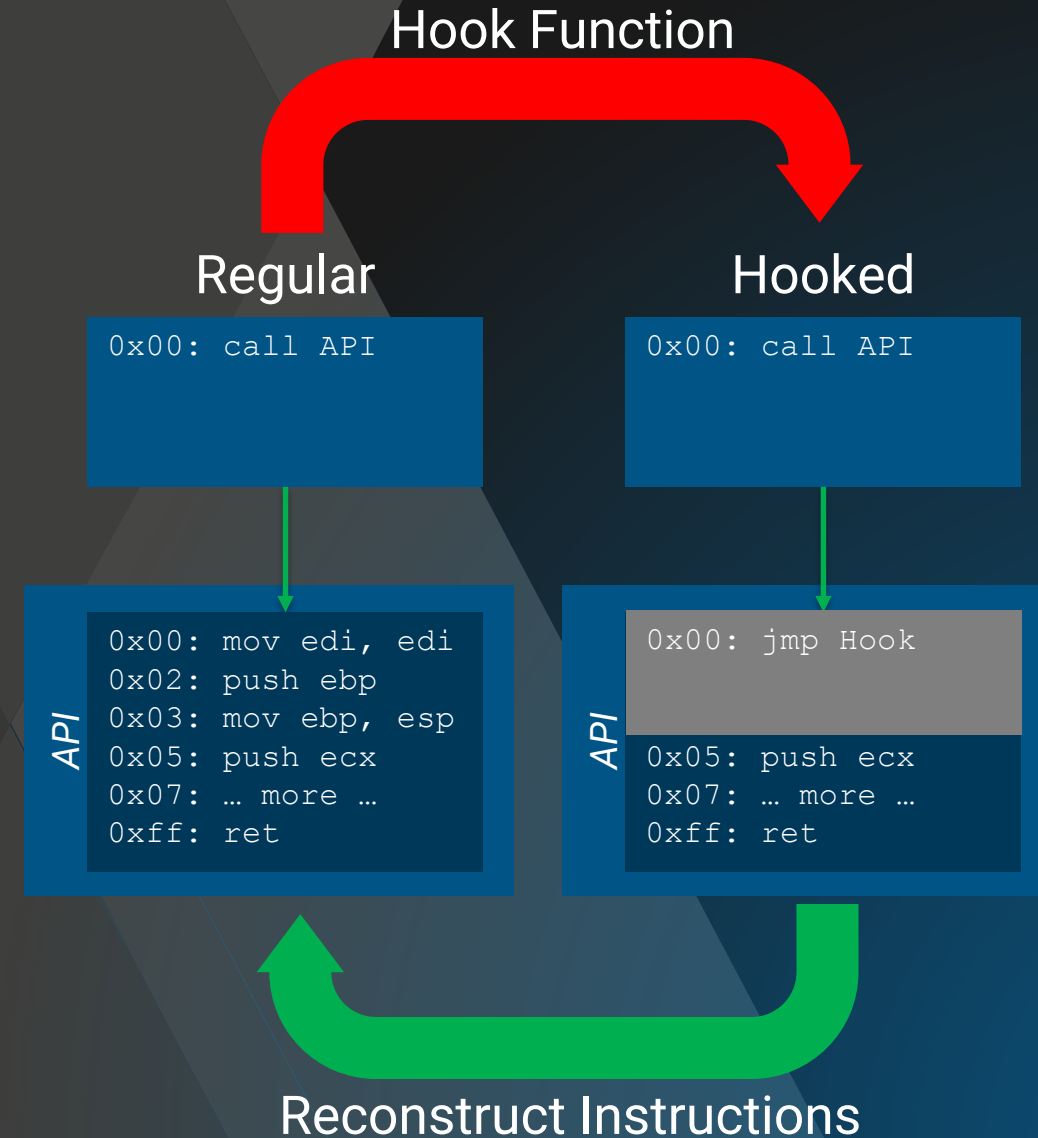 Hook Function
Regular
0x00: call API
API
0x00: mov edi, edi
0x02: push ebp
0x03: mov ebp, esp
0x05: push ecx
0x07: … more …
0xff: ret
Hooked
0x00: call API
API
0x00: jmp Hook
0x05: push ecx
0x07: … more …
0xff: ret
Reconstruct Instructions